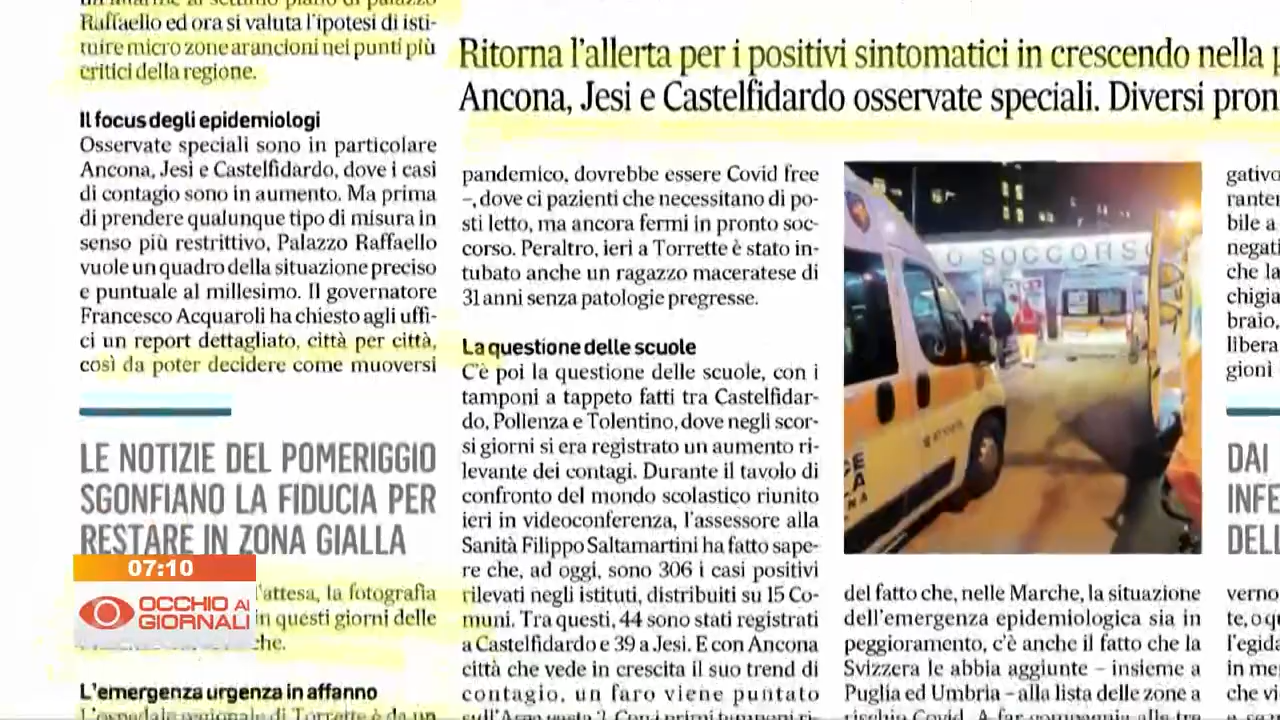 Raffaello ed ora si valuta l'ipotesi di isti-
tuire micro zone arancioni nei punti più
critici della regione.
Il focus degli epidemiologi
Osservate speciali sono in particolare
Ancona, Jesi e Castelfidardo, dove i casi
di contagio sono in aumento. Ma prima
di prendere qualunque tipo di misura in
senso più restrittivo, Palazzo Raffaello
vuole un quadro della situazione preciso
e puntuale al millesimo. Il governatore
Francesco Acquaroli ha chiesto agli uffi-
ci un report dettagliato, città per città,
così da poter decidere come muoversi
LE NOTIZIE DEL POMERIGGIO
SGONFIANO LA FIDUCIA PER
RESTARE IN ZONA GIALLA
07:10
OCCHIO AI
GIORNALI
l'attesa, la fotografia
in questi giorni delle
che.
L'emergenza urgenza in affanno
L'ospedale regionale di Torrette è da un
Ritorna l'allerta per i positivi sintomatici in crescendo nella
Ancona, Jesi e Castelfidardo osservate speciali. Diversi pron
pandemico, dovrebbe essere Covid free
–, dove ci pazienti che necessitano di po-
sti letto, ma ancora fermi in pronto soc-
corso. Peraltro, ieri a Torrette è stato in-
tubato anche un ragazzo maceratese di
31 anni senza patologie pregresse.
La questione delle scuole
C'è poi la questione delle scuole, con i
tamponi a tappeto fatti tra Castelfidar-
do, Pollenza e Tolentino, dove negli scor-
si giorni si era registrato un aumento ri-
levante dei contagi. Durante il tavolo di
confronto del mondo scolastico riunito
ieri in videoconferenza, l'assessore alla
Sanità Filippo Saltamartini ha fatto sape-
re che, ad oggi, sono 306 i casi positivi
rilevati negli istituti, distribuiti su 15 Co-
muni. Tra questi, 44 sono stati registrati
a Castelfidardo e 39 a Jesi. E con Ancona
città che vede in crescita il suo trend di
contagio, un faro viene puntato
O SOCCORSO
del fatto che, nelle Marche, la situazione
dell'emergenza epidemiologica sia in
peggioramento, c'è anche il fatto che la
Svizzera le abbia aggiunte – insieme a
Puglia ed Umbria – alla lista delle zone a
rischio Covid. A far compagnia alle tre
gativo
ranter
bile a
negati
che la
chigia
braio,
libera
gioni
DAI
INFE
DELL
verno
te, o qu
l'egida
in me
che vi